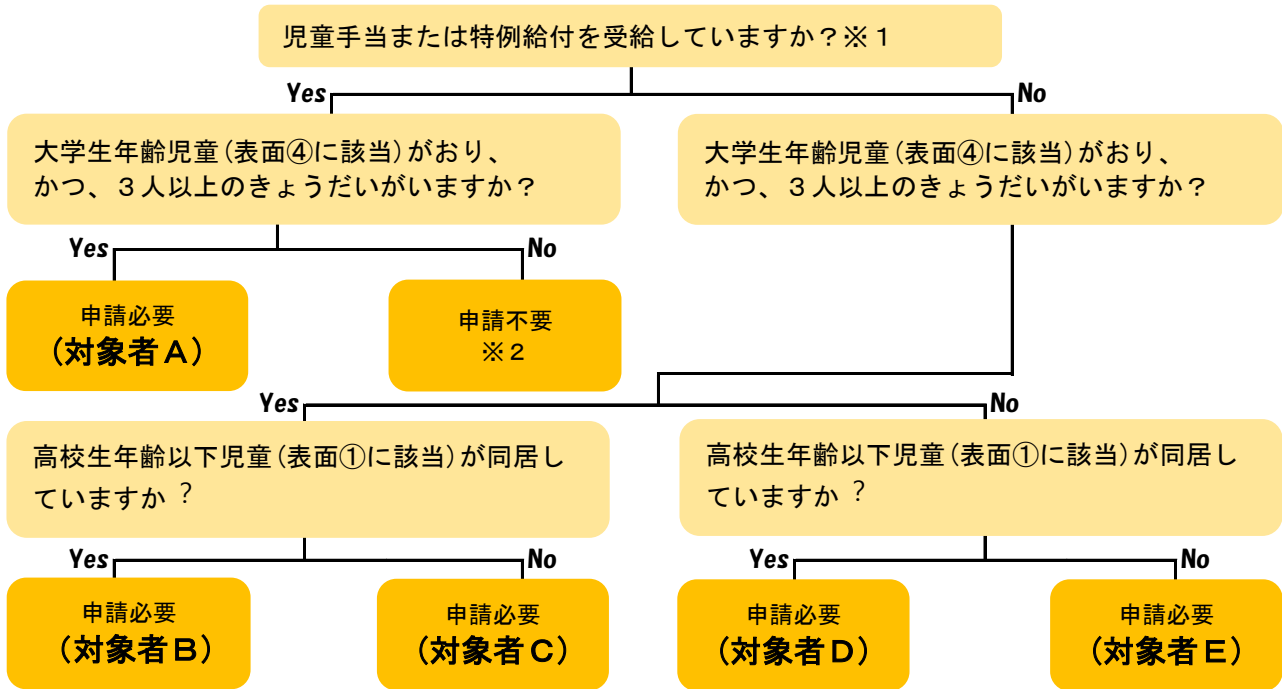 児童手当または特例給付を受給していますか？※１
Yes
No
大学生年齢児童（表面④に該当）がおり、
かつ、３人以上のきょうだいがいますか？
大学生年齢児童（表面④に該当）がおり、
かつ、３人以上のきょうだいがいますか？
Yes
No
申請必要
（対象者Ａ）
申請不要
※２
Yes
No
高校生年齢以下児童（表面①に該当）が同居し
ていますか？
高校生年齢以下児童（表面①に該当）が同居し
ていますか？
Yes
No
Yes
No
申請必要
（対象者Ｂ）
申請必要
（対象者Ｃ）
申請必要
（対象者Ｄ）
申請必要
（対象者Ｅ）